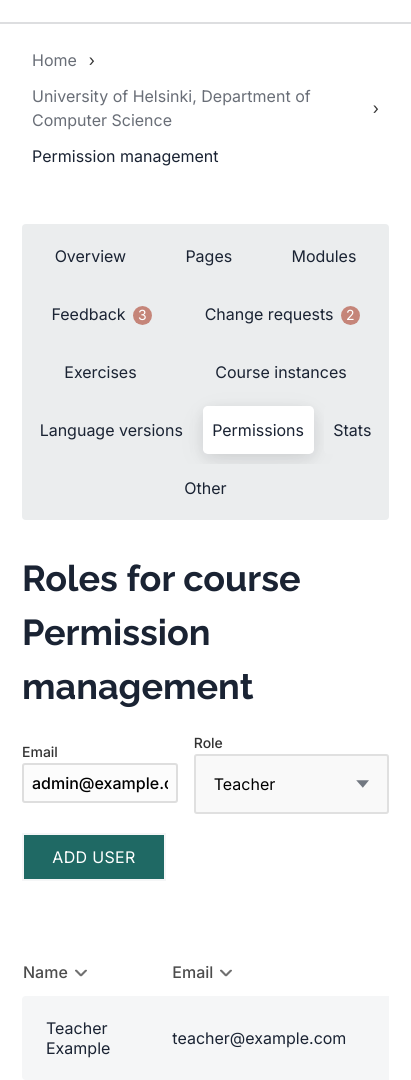 Home
University of Helsinki, Department of
Computer Science
Permission management
Overview Pages Modules
Feedback 3 Change requests 2
Exercises Course instances
Language versions Permissions Stats
Other
Roles for course
Permission
management
Email Role
admin@example.c Teacher
ADD USER
Name Email
Teacher
Example
teacher@example.com